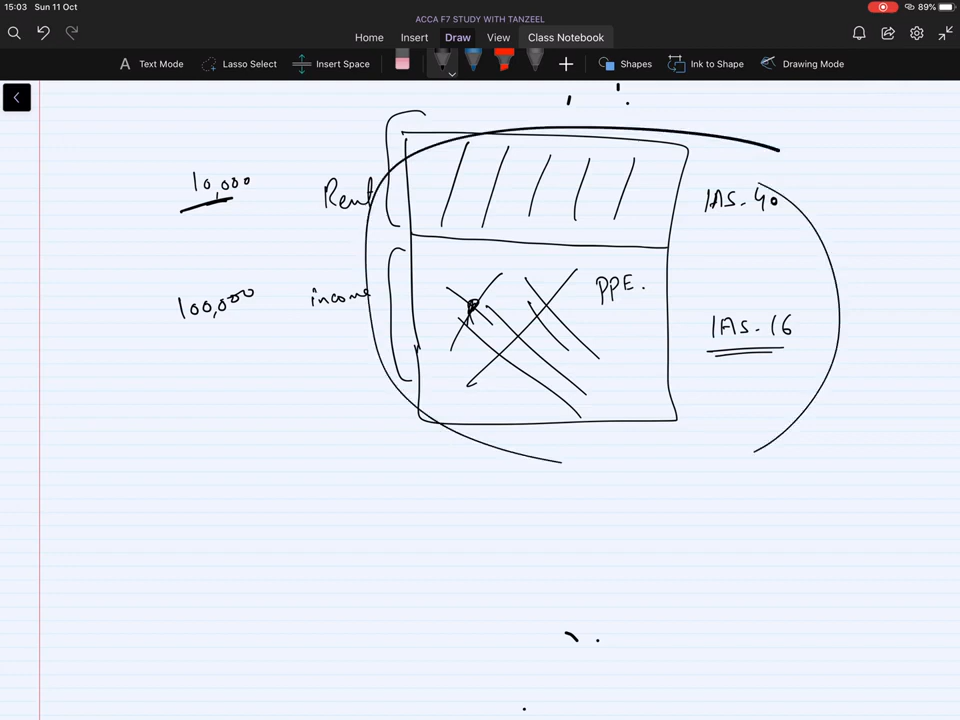 15:03 Sun 11 Oct
89%
ACCA F7 STUDY WITH TANZEEL
Home Insert Draw View Class Notebook
Text Mode Lasso Select Insert Space Shapes Ink to Shape Drawing Mode
10,000 Rent IAS-40
100,000 income PPE.
IAS-16